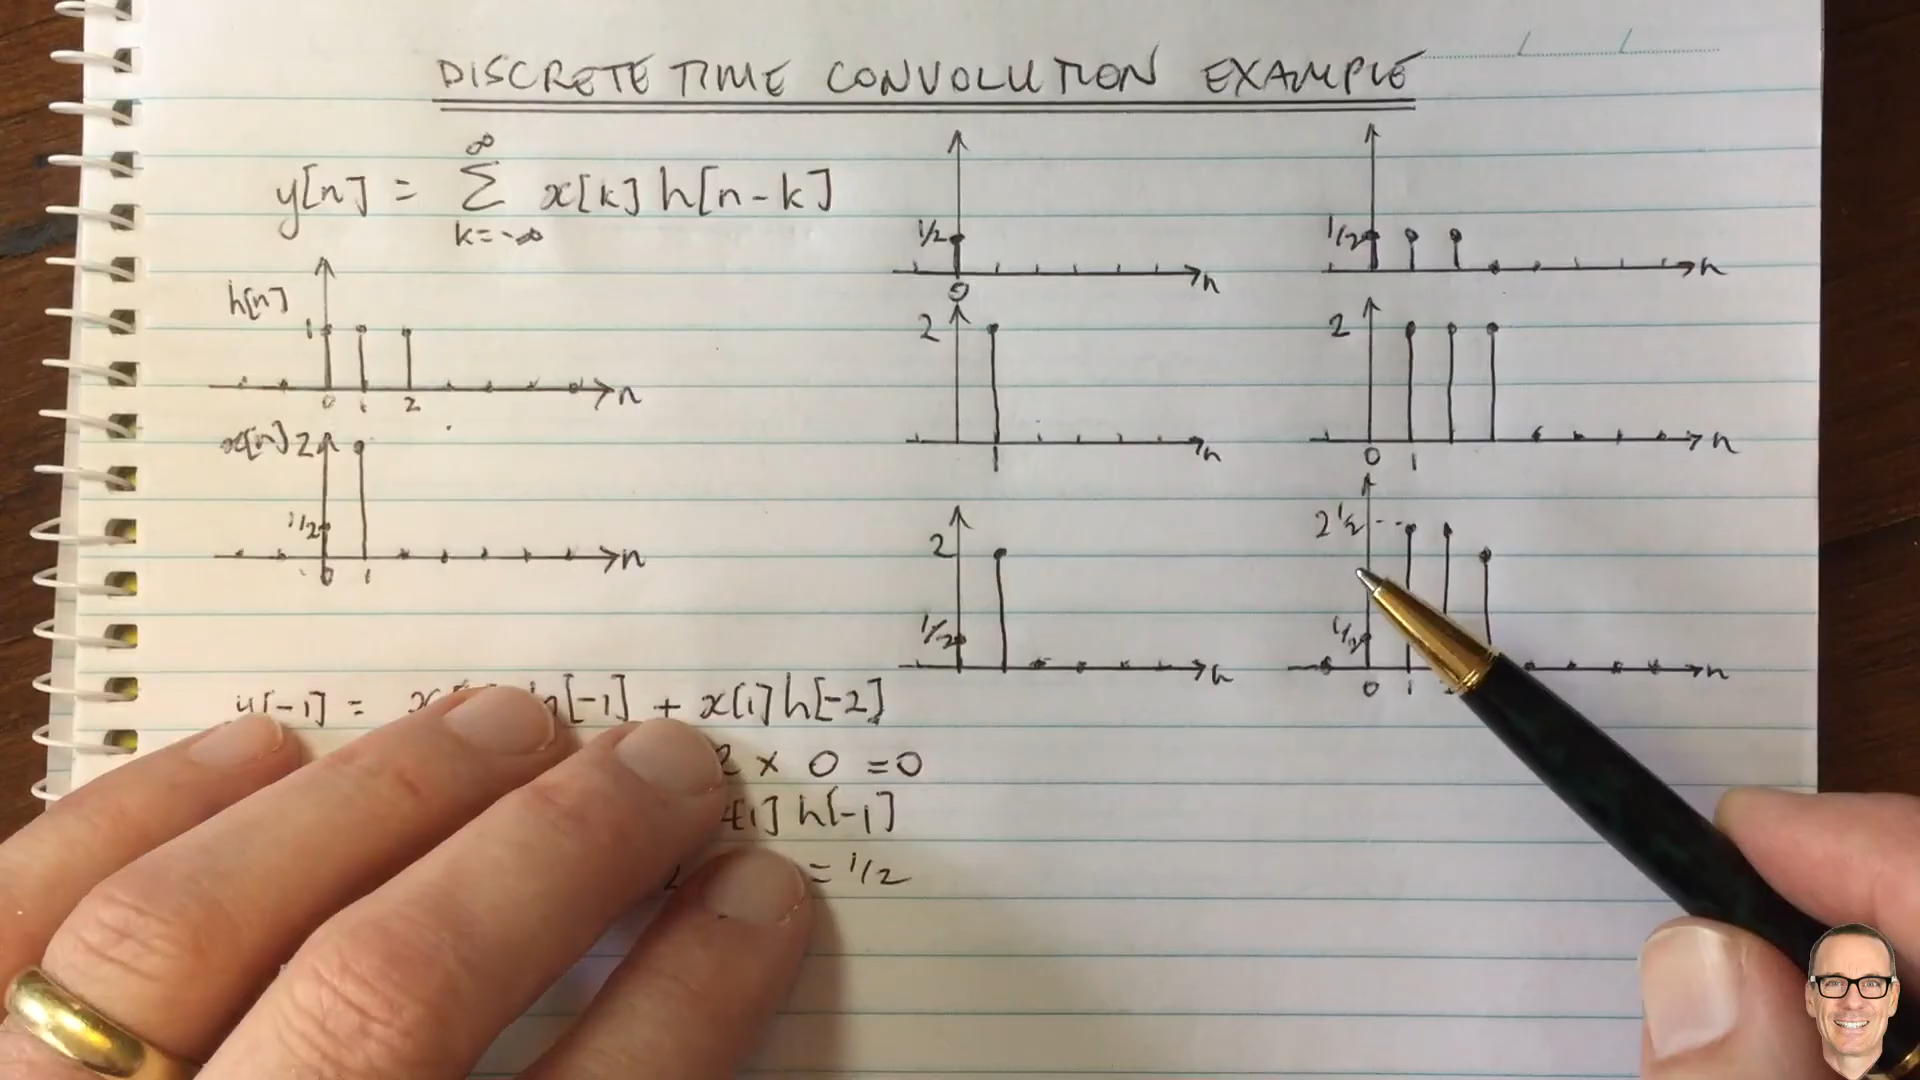 DISCRETE TIME CONVOLUTION EXAMPLE
∞
y[n] = Σ x[k] h[n-k]
k=-∞
h[n]
1
0 1 2 n
x[n] 2
1/2
0 1 n
y[-1] = h[-1] + x[1] h[-2]
2 × 0 = 0
[1] h[-1]
= 1/2
1/2
0 n
2
1 n
2
1/2
n
1/2
n
2
0 1 n
2 1/2
1/2
0 1 n